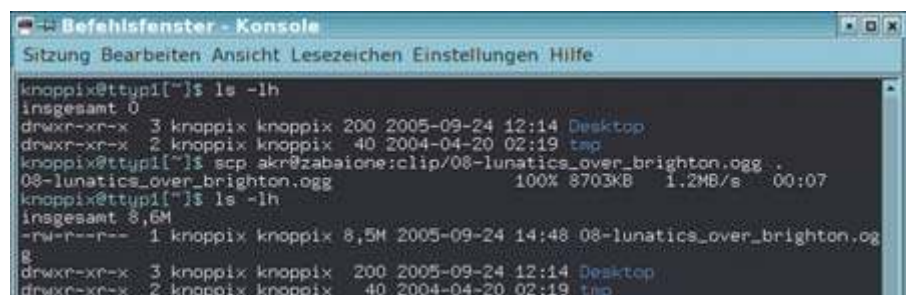 Befehlsfenster - Konsole
Sitzung Bearbeiten Ansicht Lesezeichen Einstellungen Hilfe
knoppix@ttyp1[~]$ ls -lh
insgesamt 0
drwxr-xr-x 3 knoppix knoppix 200 2005-09-24 12:14 Desktop
drwxr-xr-x 2 knoppix knoppix 40 2004-04-20 02:19 tmp
knoppix@ttyp1[~]$ scp akr@zabaione:clip/08-lunatics_over_brighton.ogg .
08-lunatics_over_brighton.ogg 100% 8703KB 1.2MB/s 00:07
knoppix@ttyp1[~]$ ls -lh
insgesamt 8,6M
-rw-r--r-- 1 knoppix knoppix 8,5M 2005-09-24 14:48 08-lunatics_over_brighton.og
g
drwxr-xr-x 3 knoppix knoppix 200 2005-09-24 12:14 Desktop
drwxr-xr-x 2 knoppix knoppix 40 2004-04-20 02:19 tmp